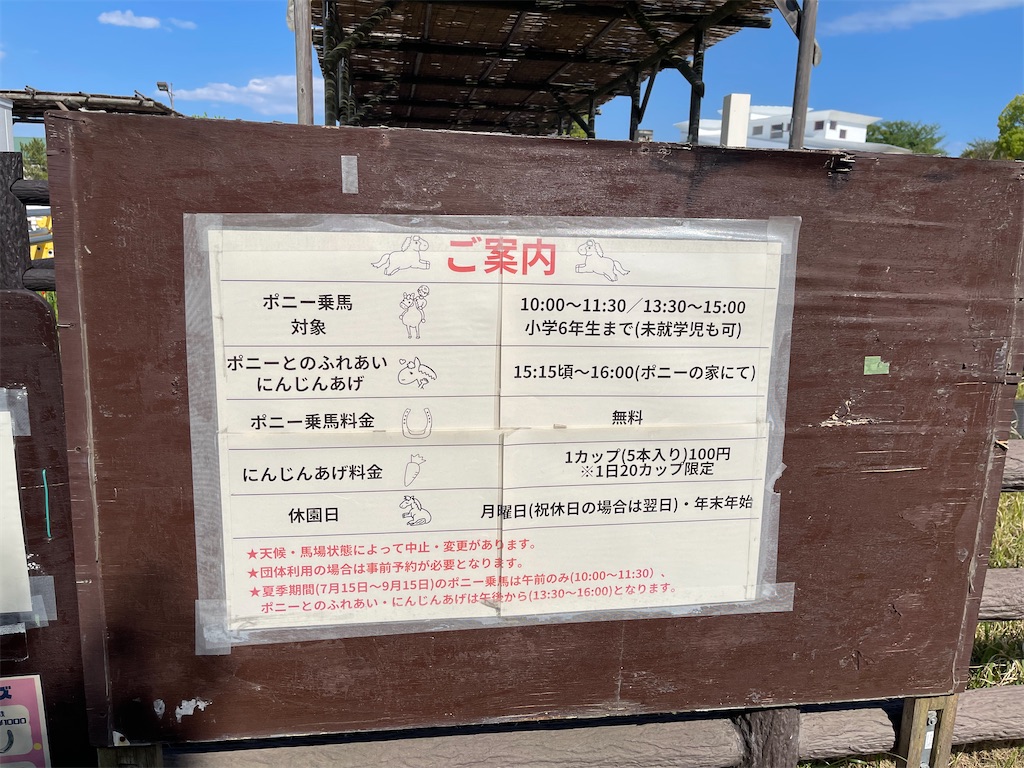 ご案内
ポニー乗馬
対象
10:00〜11:30／13:30〜15:00
小学6年生まで(未就学児も可)
ポニーとのふれあい
にんじんあげ
15:15頃〜16:00(ポニーの家にて)
ポニー乗馬料金
無料
にんじんあげ料金
1カップ(5本入り)100円
※1日20カップ限定
休園日
月曜日(祝休日の場合は翌日)・年末年始
★天候・馬場状態によって中止・変更があります。
★団体利用の場合は事前予約が必要となります。
★夏季期間(7月15日〜9月15日)のポニー乗馬は午前のみ(10:00〜11:30）、
ポニーとのふれあい・にんじんあげは午後から(13:30〜16:00)となります。
ズ